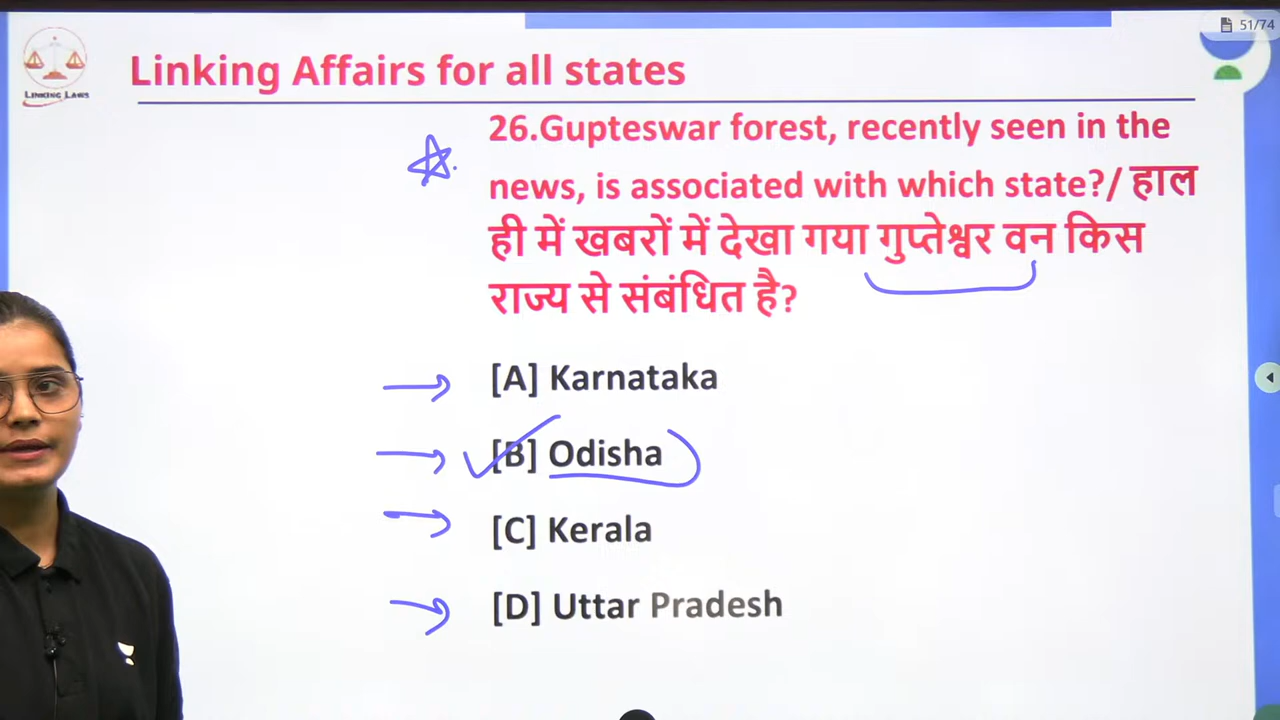 51/74
LINKING LAWS
Linking Affairs for all states
26.Gupteswar forest, recently seen in the
news, is associated with which state?/ हाल
ही में खबरों में देखा गया गुप्तेश्वर वन किस
राज्य से संबंधित है?
[A] Karnataka
[B] Odisha
[C] Kerala
[D] Uttar Pradesh